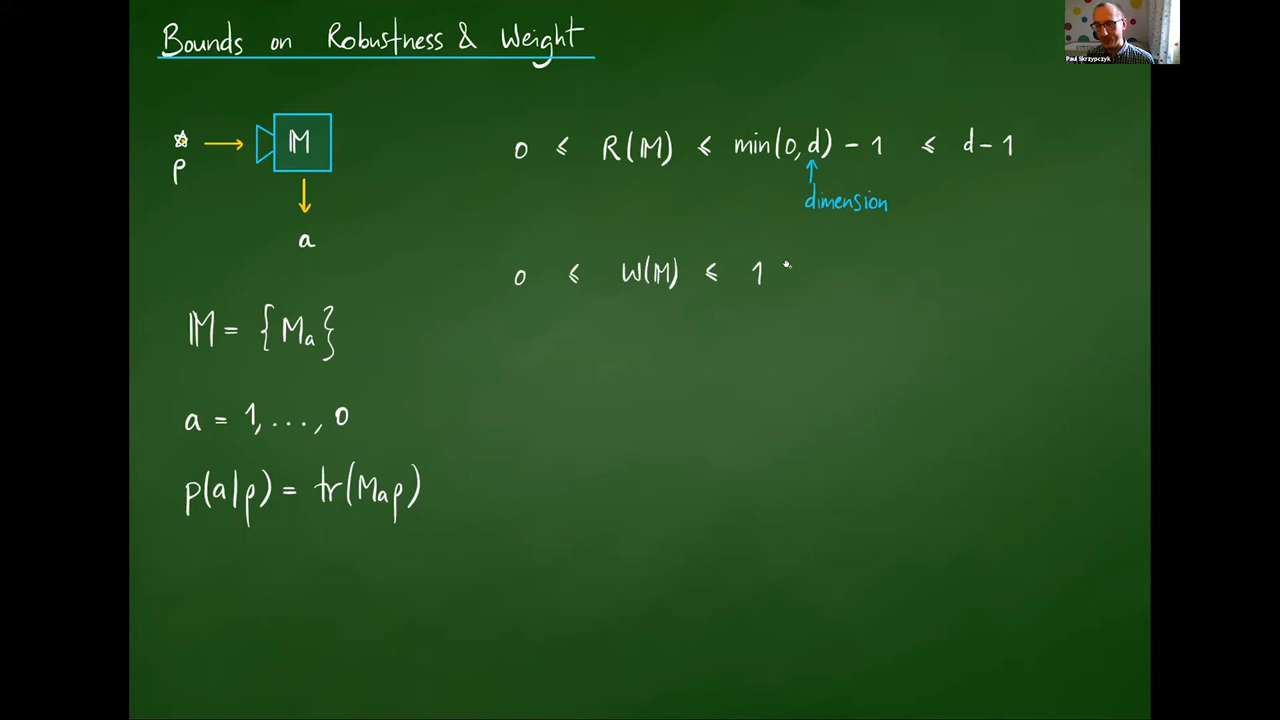 Bounds on Robustness & Weight
Paul Skrzypczyk
ρ
𝕄
a
0 ≤ R(𝕄) ≤ min(o,d) - 1 ≤ d - 1
dimension
0 ≤ W(𝕄) ≤ 1
𝕄 = {Ma}
a = 1, ..., o
p(a|ρ) = tr(Maρ)